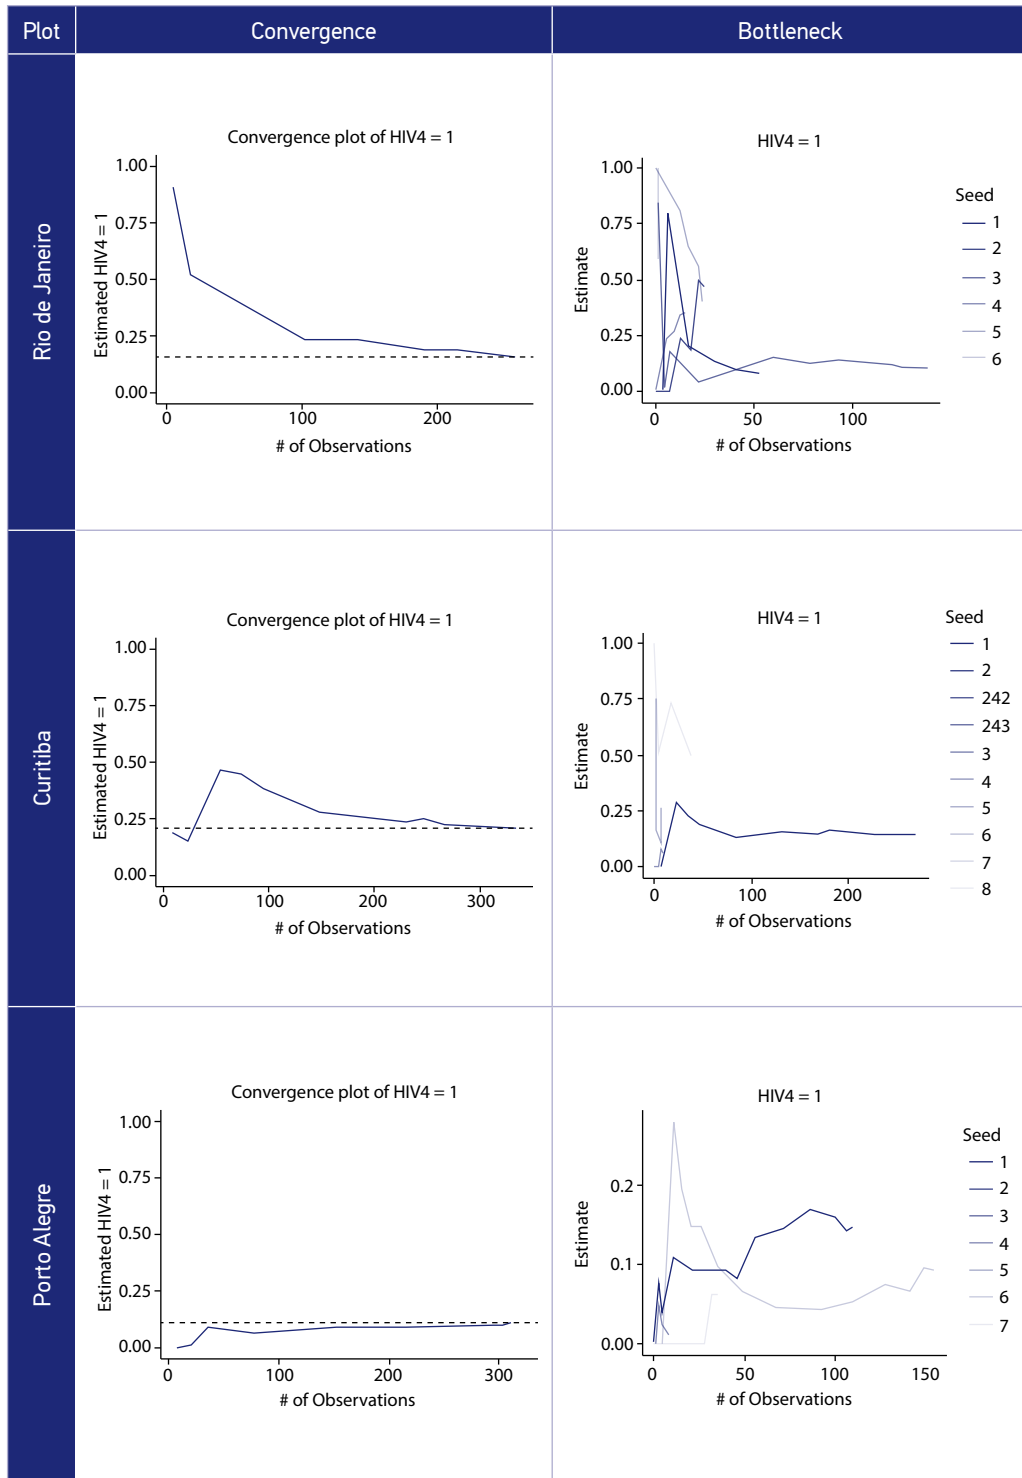 Plot Convergence Bottleneck
Rio de Janeiro
Convergence plot of HIV4 = 1
Estimated HIV4 = 1
1.00
0.75
0.50
0.25
0.00
0 100 200
# of Observations
HIV4 = 1
Estimate
1.00
0.75
0.50
0.25
0.00
0 50 100
# of Observations
Seed
1
2
3
4
5
6
Curitiba
Convergence plot of HIV4 = 1
Estimated HIV4 = 1
1.00
0.75
0.50
0.25
0.00
0 100 200 300
# of Observations
HIV4 = 1
Estimate
1.00
0.75
0.50
0.25
0.00
0 100 200
# of Observations
Seed
1
2
242
243
3
4
5
6
7
8
Porto Alegre
Convergence plot of HIV4 = 1
Estimated HIV4 = 1
1.00
0.75
0.50
0.25
0.00
0 100 200 300
# of Observations
HIV4 = 1
Estimate
0.2
0.1
0.00
0 50 100 150
# of Observations
Seed
1
2
3
4
5
6
7